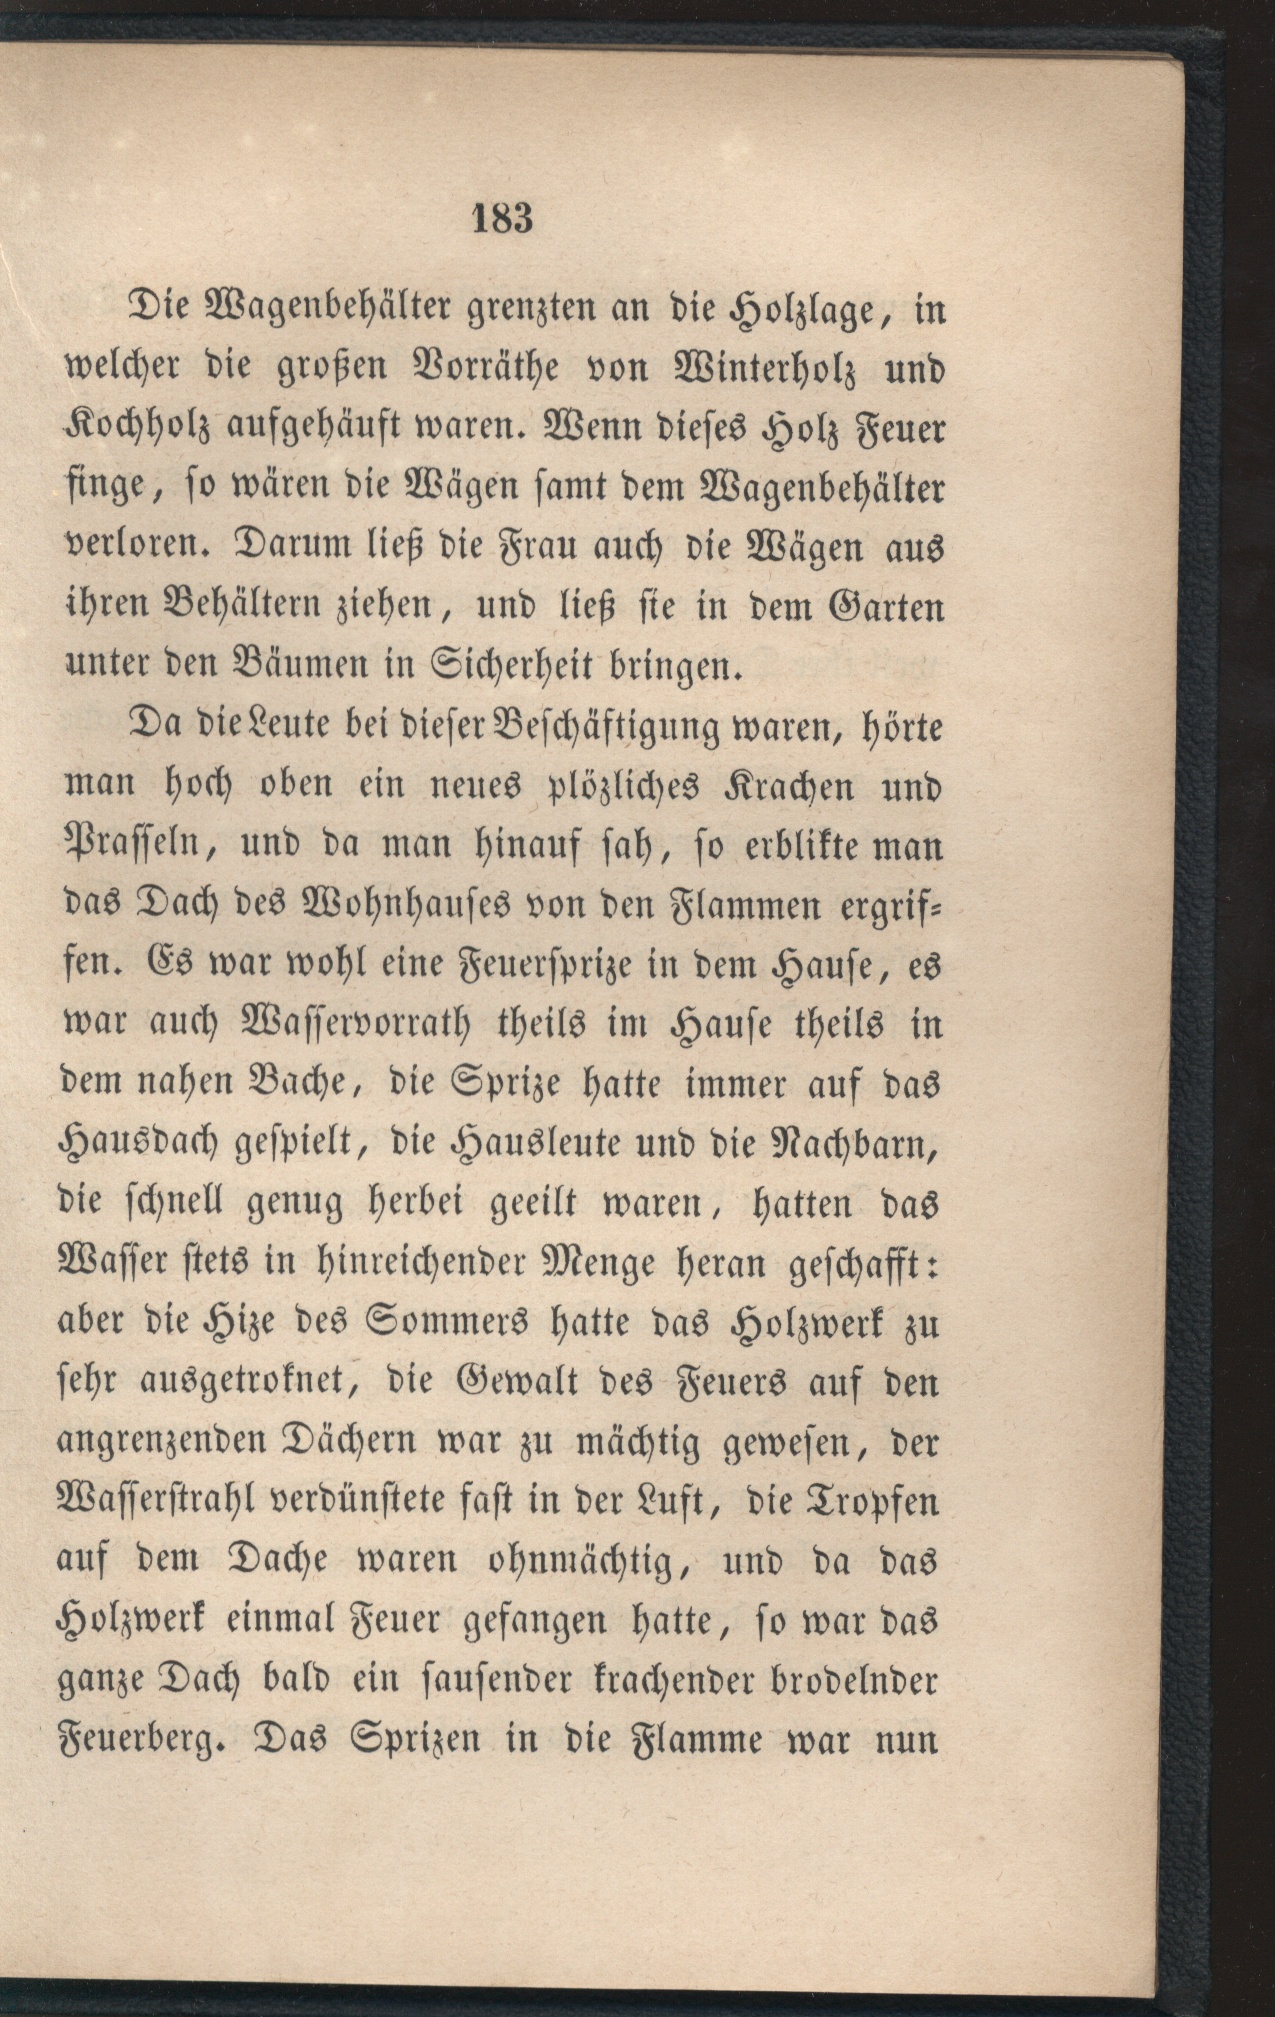 183
Die Wagenbehälter grenzten an die Holzlage, in
welcher die großen Vorräthe von Winterholz und
Kochholz aufgehäuft waren. Wenn dieses Holz Feuer
finge, so wären die Wägen samt dem Wagenbehälter
verloren. Darum ließ die Frau auch die Wägen aus
ihren Behältern ziehen, und ließ sie in dem Garten
unter den Bäumen in Sicherheit bringen.
Da die Leute bei dieser Beschäftigung waren, hörte
man hoch oben ein neues plözliches Krachen und
Prasseln, und da man hinauf sah, so erblikte man
das Dach des Wohnhauses von den Flammen ergrif-
fen. Es war wohl eine Feuersprize in dem Hause, es
war auch Wasservorrath theils im Hause theils in
dem nahen Bache, die Sprize hatte immer auf das
Hausdach gespielt, die Hausleute und die Nachbarn,
die schnell genug herbei geeilt waren, hatten das
Wasser stets in hinreichender Menge heran geschafft:
aber die Hize des Sommers hatte das Holzwerk zu
sehr ausgetroknet, die Gewalt des Feuers auf den
angrenzenden Dächern war zu mächtig gewesen, der
Wasserstrahl verdünstete fast in der Luft, die Tropfen
auf dem Dache waren ohnmächtig, und da das
Holzwerk einmal Feuer gefangen hatte, so war das
ganze Dach bald ein sausender krachender brodelnder
Feuerberg. Das Sprizen in die Flamme war nun